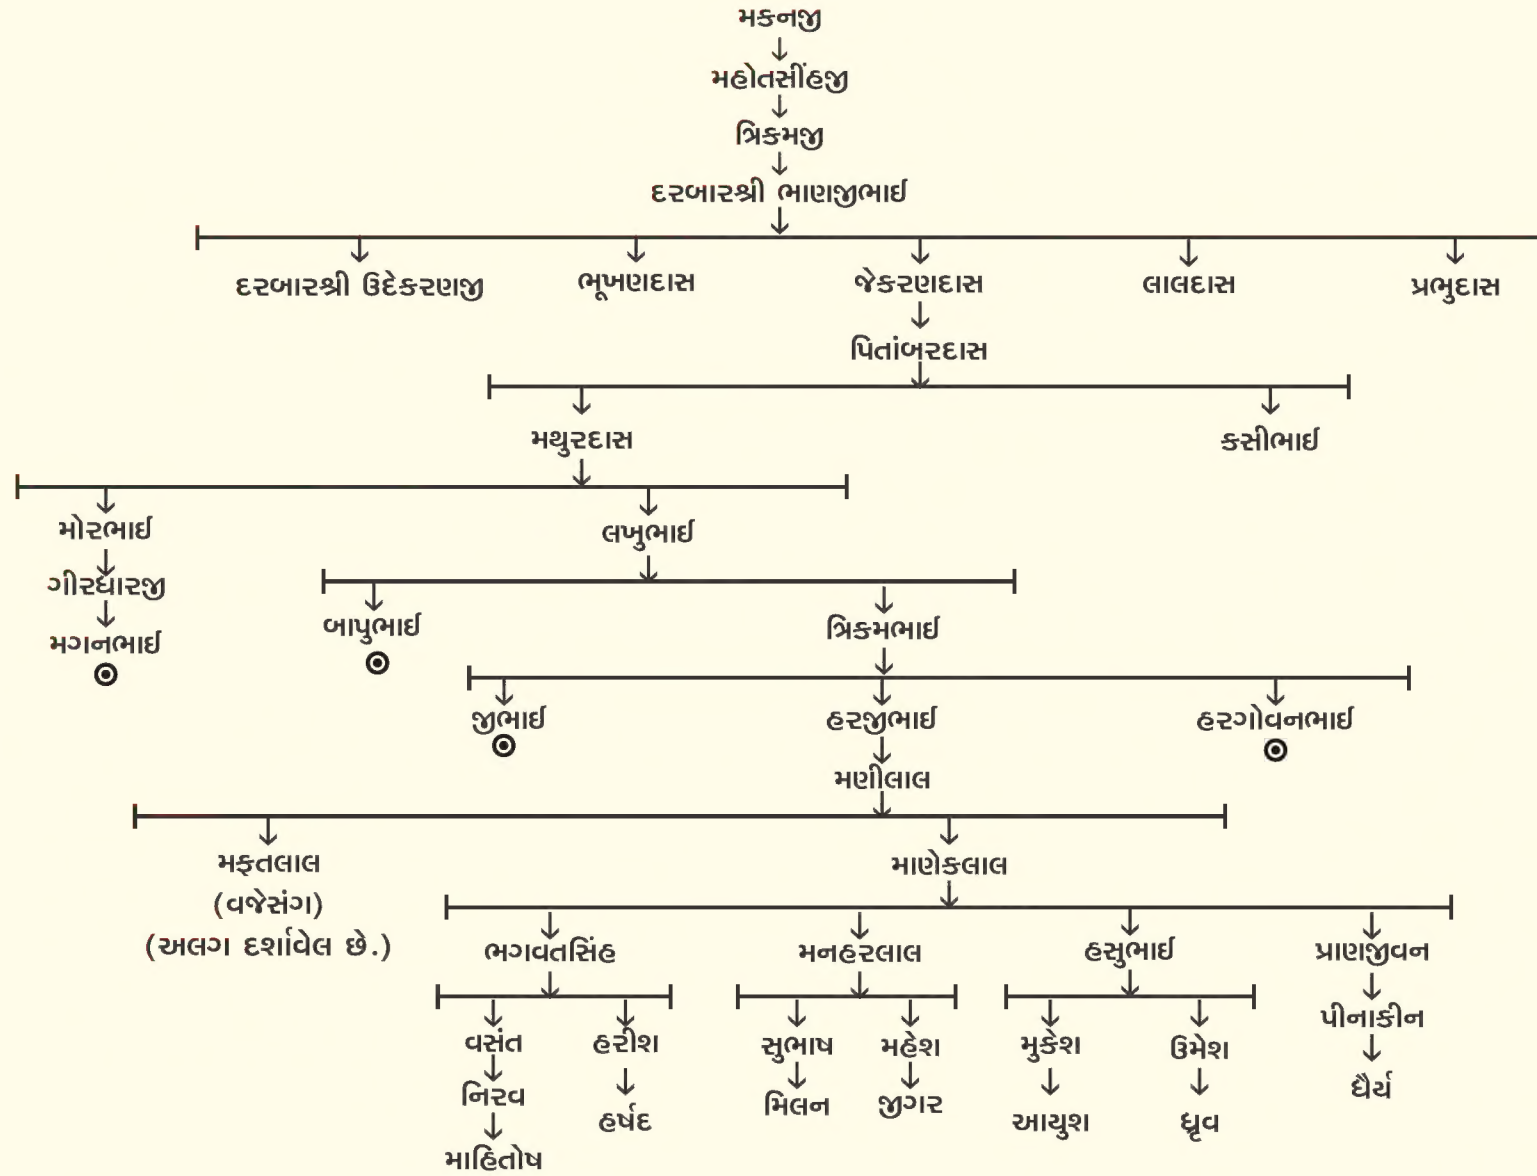 મકનજી
મહોતસીંહજી
ત્રિકમજી
દરબારશ્રી ભાણજીભાઈ
દરબારશ્રી ઉદેકરણજી ભૂખણદાસ જેકરણદાસ લાલદાસ પ્રભુદાસ
પિતાંબરદાસ
મથુરદાસ કસીભાઈ
મોરભાઈ લખુભાઈ
ગીરધારજી
બાપુભાઈ ત્રિકમભાઈ
મગનભાઈ
જીભાઈ હરજીભાઈ હરગોવનભાઈ
મણીલાલ
મફતલાલ માણેકલાલ
(વજેસંગ)
(અલગ દર્શાવેલ છે.)
ભગવતસિંહ મનહરલાલ હસુભાઈ પ્રાણજીવન
પીનાકીન
વસંત હરીશ સુભાષ મહેશ મુકેશ ઉમેશ
ધૈર્ય
નિરવ મિલન જીગર
હર્ષદ આયુશ ધ્રૃવ
માહિતોષ